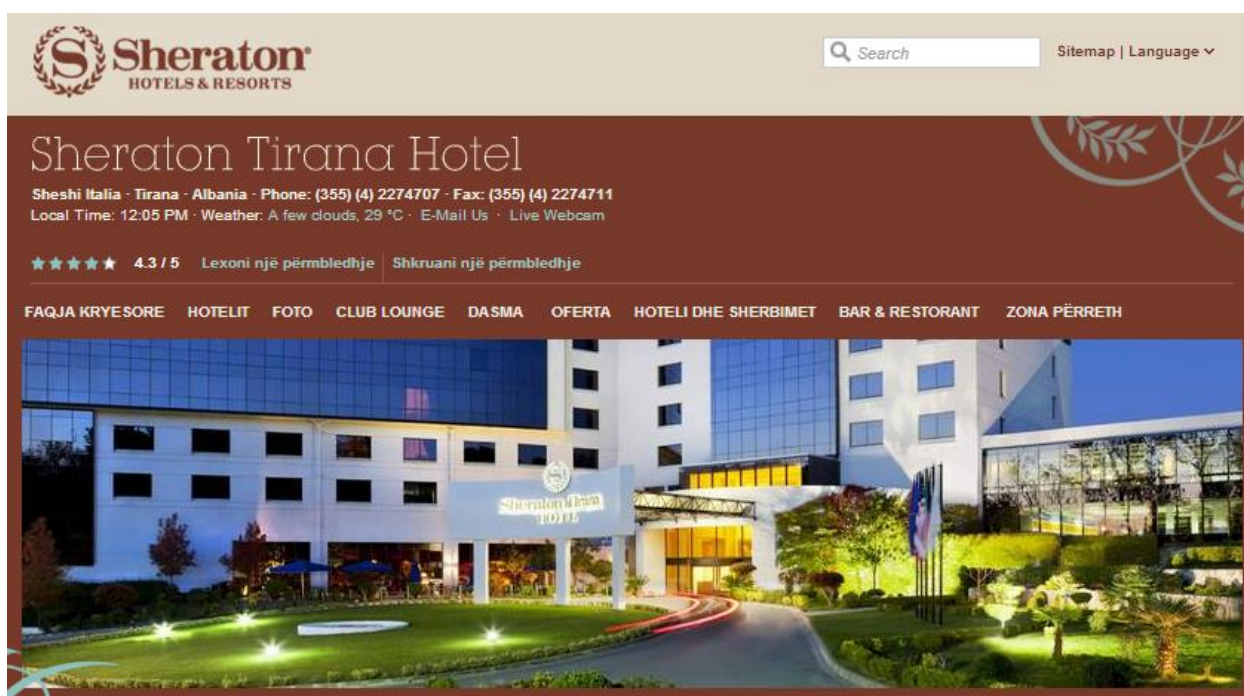 Sheraton®
HOTELS & RESORTS
Search
Sitemap | Language
Sheraton Tirana Hotel
Sheshi Italia · Tirana · Albania · Phone: (355) (4) 2274707 · Fax: (355) (4) 2274711
Local Time: 12:05 PM · Weather: A few clouds, 29 °C · E-Mail Us · Live Webcam
4.3 / 5 Lexoni një përmbledhje | Shkruani një përmbledhje
FAQJA KRYESORE HOTELIT FOTO CLUB LOUNGE DASMA OFERTA HOTELI DHE SHERBIMET BAR & RESTORANT ZONA PËRRETH
Sheraton Tirana
HOTEL